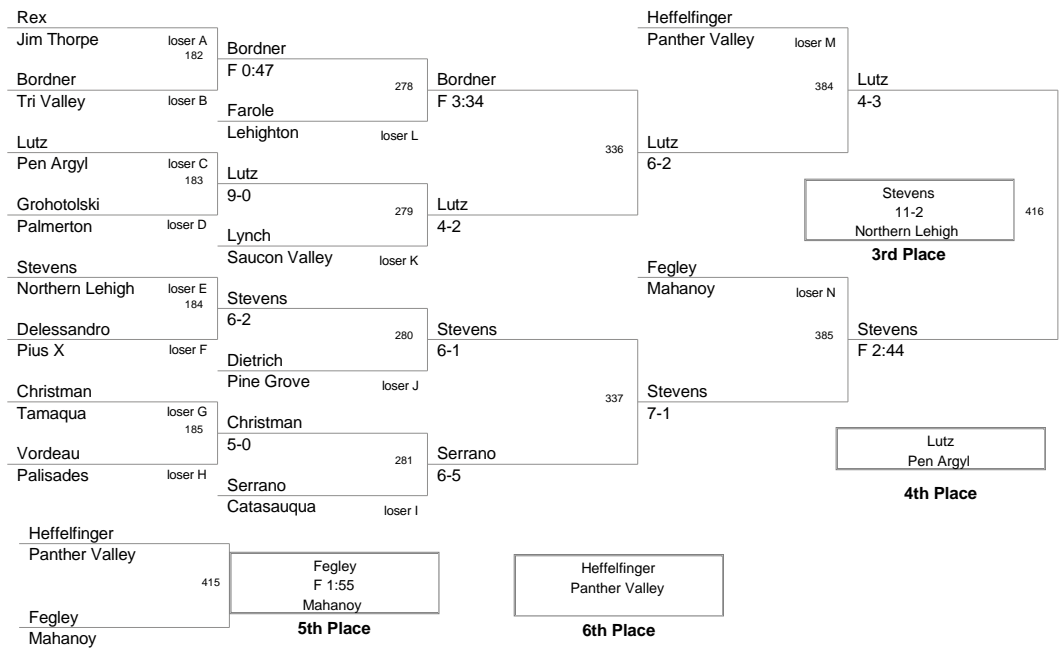 Rex
Jim Thorpe
loser A
182
Bordner
Tri Valley
loser B
Bordner
F 0:47
278
Farole
Lehighton
loser L
Bordner
F 3:34
Lutz
Pen Argyl
loser C
183
Grohotolski
Palmerton
loser D
Lutz
9-0
279
Lynch
Saucon Valley
loser K
Lutz
4-2
336
Lutz
6-2
Heffelfinger
Panther Valley
loser M
384
Lutz
4-3
Stevens
11-2
Northern Lehigh
3rd Place
416
Stevens
Northern Lehigh
loser E
184
Delessandro
Pius X
loser F
Stevens
6-2
280
Dietrich
Pine Grove
loser J
Stevens
6-1
Christman
Tamaqua
loser G
185
Vordeau
Palisades
loser H
Christman
5-0
281
Serrano
Catasauqua
loser I
Serrano
6-5
337
Stevens
7-1
Fegley
Mahanoy
loser N
385
Stevens
F 2:44
Lutz
Pen Argyl
4th Place
Heffelfinger
Panther Valley
415
Fegley
Mahanoy
Fegley
F 1:55
Mahanoy
5th Place
Heffelfinger
Panther Valley
6th Place